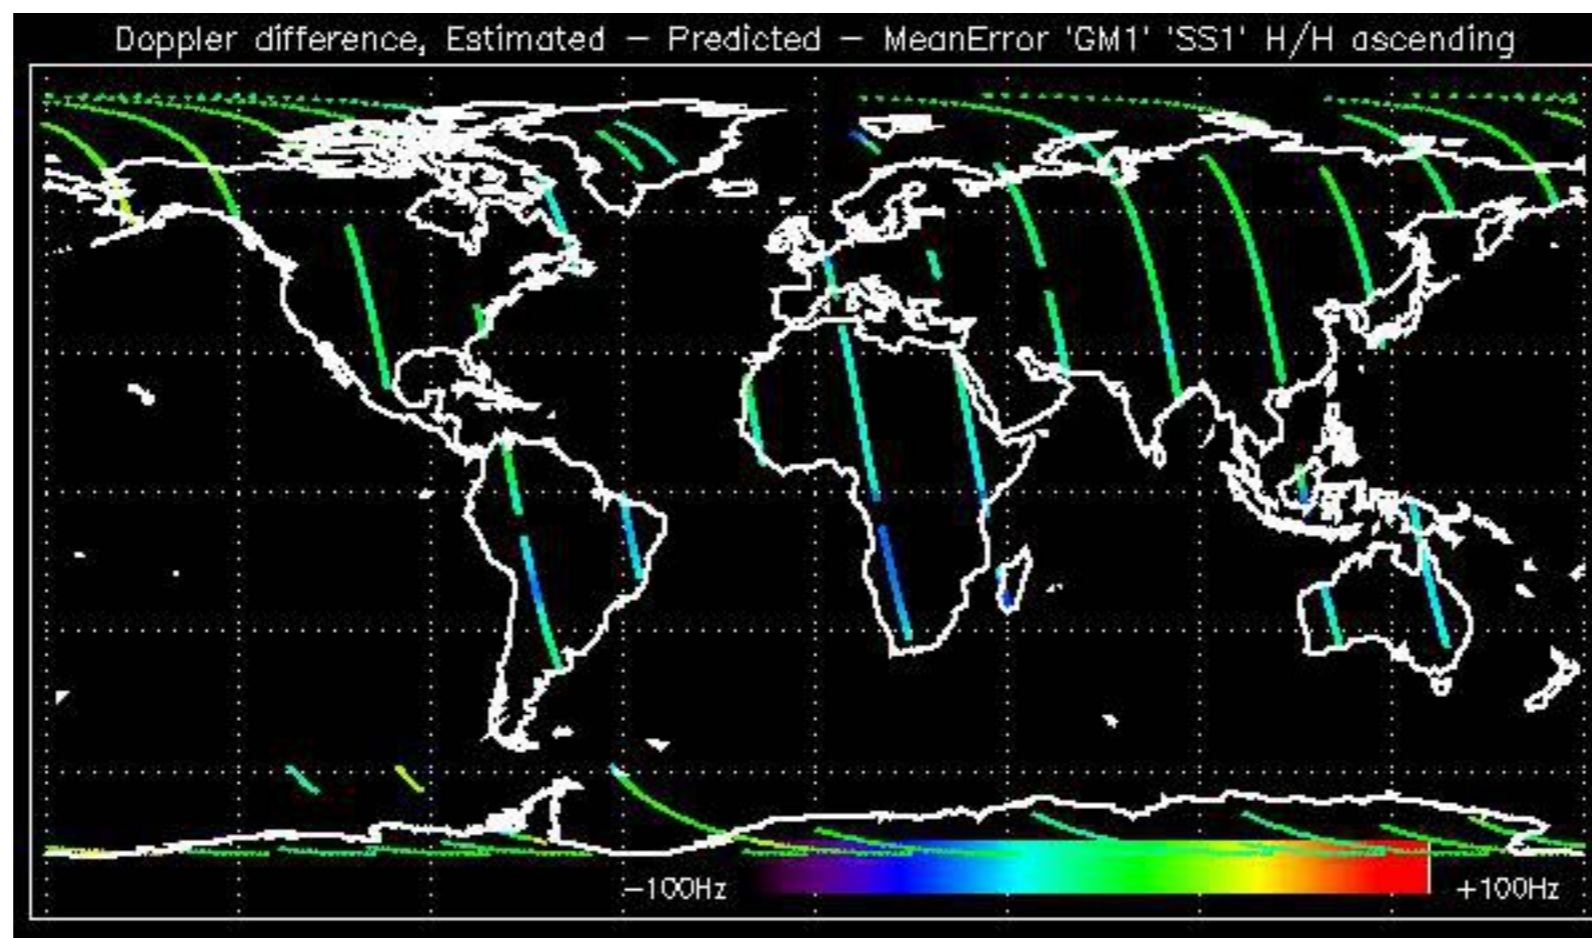 Doppler difference, Estimated – Predicted – MeanError 'GM1' 'SS1' H/H ascending
-100Hz
+100Hz